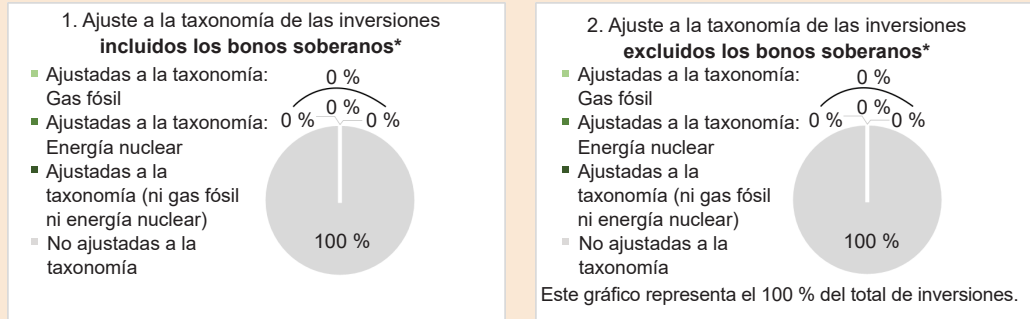 1. Ajuste a la taxonomía de las inversiones
incluidos los bonos soberanos*
Ajustadas a la taxonomía:
Gas fósil
Ajustadas a la taxonomía:
Energía nuclear
Ajustadas a la
taxonomía (ni gas fósil
ni energía nuclear)
No ajustadas a la
taxonomía
0 %
0 %
0 %
0 %
100 %
2. Ajuste a la taxonomía de las inversiones
excluidos los bonos soberanos*
Ajustadas a la taxonomía:
Gas fósil
Ajustadas a la taxonomía:
Energía nuclear
Ajustadas a la
taxonomía (ni gas fósil
ni energía nuclear)
No ajustadas a la
taxonomía
0 %
0 %
0 %
0 %
100 %
Este gráfico representa el 100 % del total de inversiones.